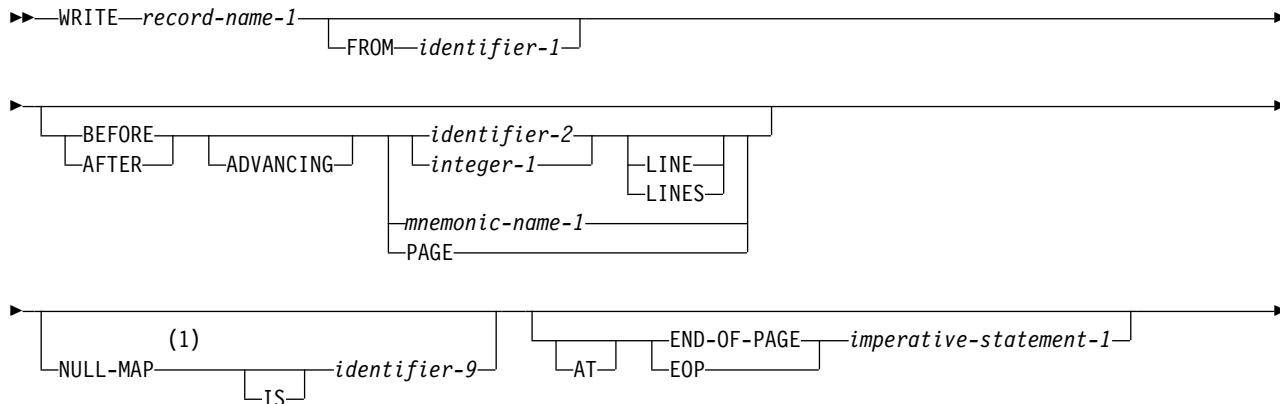 WRITE record-name-1
FROM identifier-1
BEFORE identifier-2
AFTER ADVANCING integer-1 LINE
LINES
mnemonic-name-1
PAGE
(1) END-OF-PAGE imperative-statement-1
NULL-MAP identifier-9 AT EOP
IS